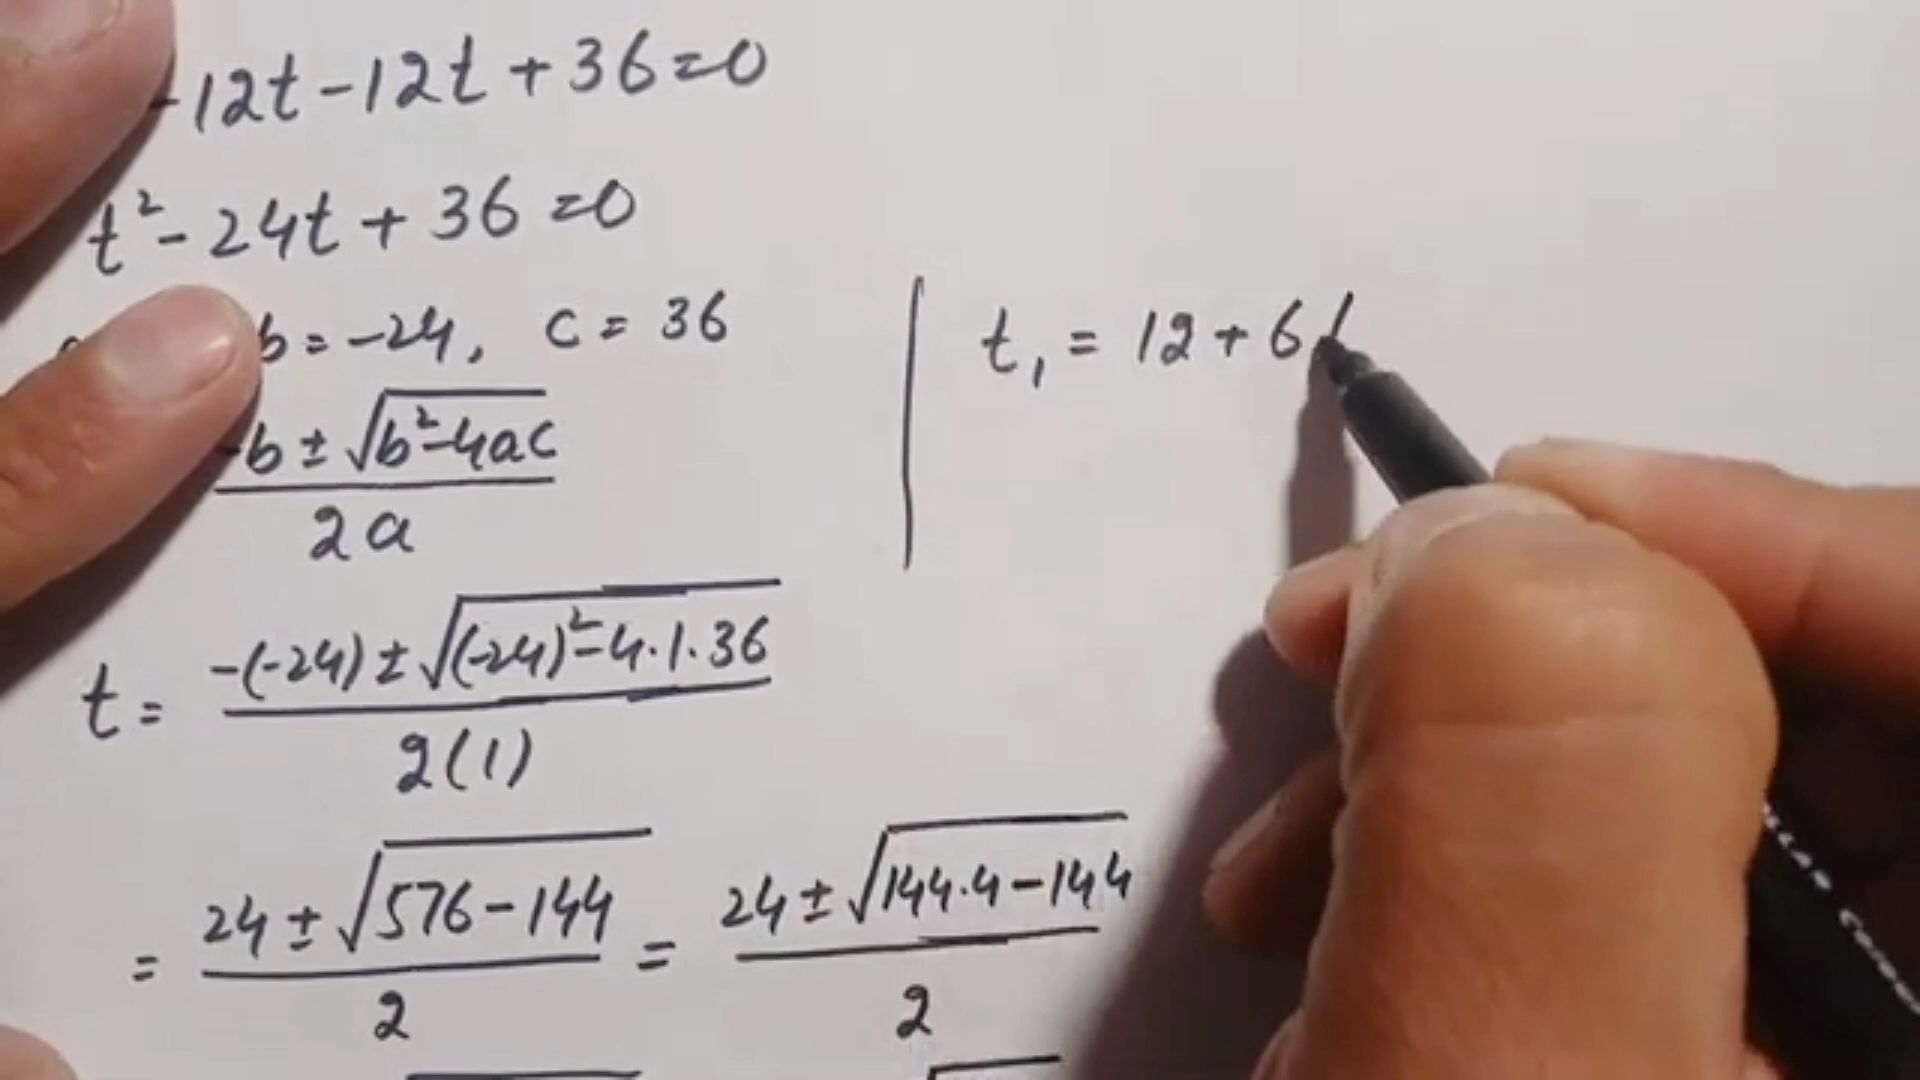 -12t-12t+36=0
t²-24t+36=0
b=-24, c=36
-b±√b²-4ac
2a
t= -(-24)±√(-24)²-4.1.36
2(1)
= 24±√576-144 = 24±√144.4-144
2 2
t₁=12+6